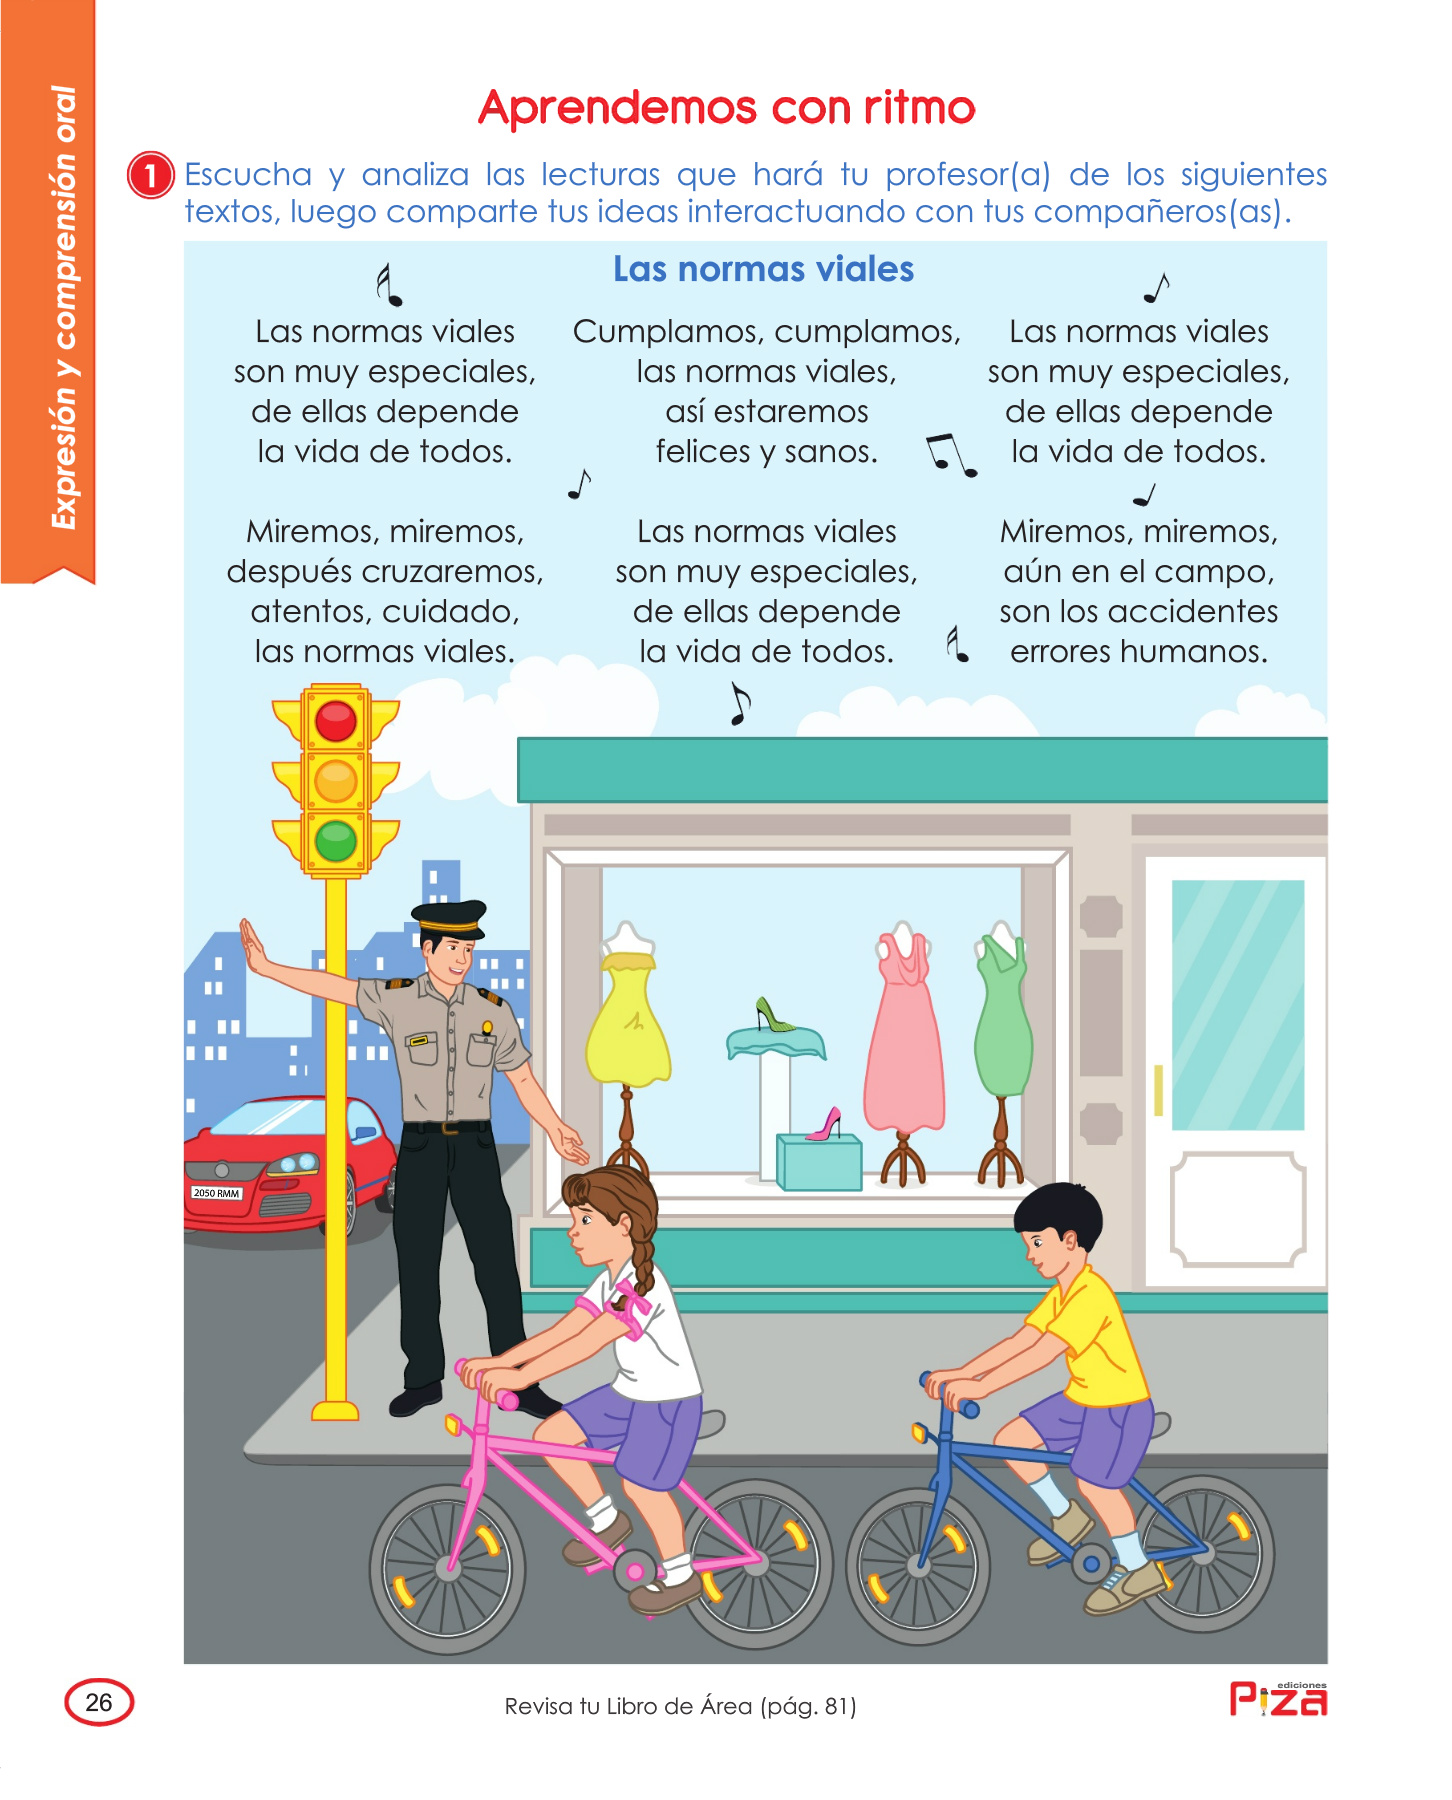 Expresión y comprensión oral
Aprendemos con ritmo
1 Escucha y analiza las lecturas que hará tu profesor(a) de los siguientes
textos, luego comparte tus ideas interactuando con tus compañeros(as).
Las normas viales
Las normas viales
son muy especiales,
de ellas depende
la vida de todos.
Miremos, miremos,
después cruzaremos,
atentos, cuidado,
las normas viales.
Cumplamos, cumplamos,
las normas viales,
así estaremos
felices y sanos.
Las normas viales
son muy especiales,
de ellas depende
la vida de todos.
Las normas viales
son muy especiales,
de ellas depende
la vida de todos.
Miremos, miremos,
aún en el campo,
son los accidentes
errores humanos.
2050 RMM
26
Revisa tu Libro de Área (pág. 81)
ediciones
Piza